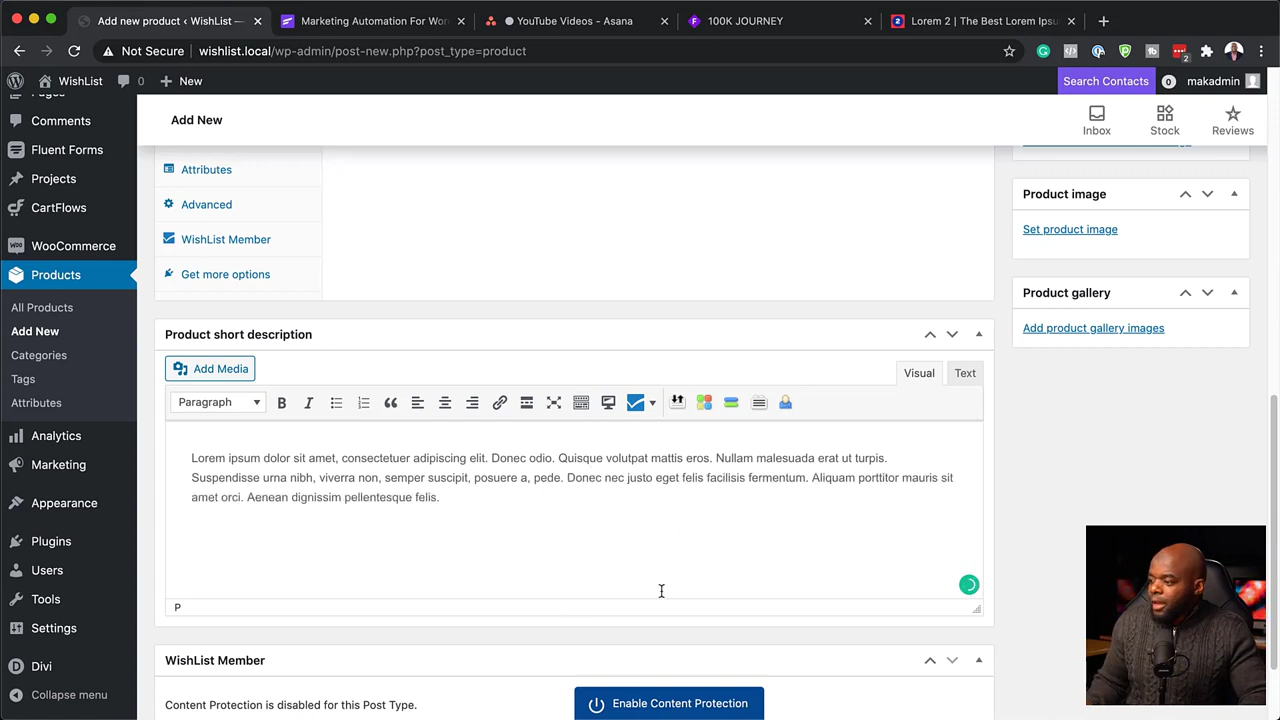 Add new product ‹ WishList —
Marketing Automation For Wor
YouTube Videos - Asana
100K JOURNEY
Lorem 2 | The Best Lorem Ipsu
Not Secure
wishlist.local/wp-admin/post-new.php?post_type=product
2
WishList
0
New
Search Contacts
0
makadmin
Comments
Fluent Forms
Projects
CartFlows
WooCommerce
Products
All Products
Add New
Categories
Tags
Attributes
Analytics
Marketing
Appearance
Plugins
Users
Tools
Settings
Divi
Collapse menu
Add New
Inbox
Stock
Reviews
Attributes
Advanced
WishList Member
Get more options
Product short description
Add Media
Visual
Text
Paragraph
Lorem ipsum dolor sit amet, consectetuer adipiscing elit. Donec odio. Quisque volutpat mattis eros. Nullam malesuada erat ut turpis.
Suspendisse urna nibh, viverra non, semper suscipit, posuere a, pede. Donec nec justo eget felis facilisis fermentum. Aliquam porttitor mauris sit
amet orci. Aenean dignissim pellentesque felis.
P
WishList Member
Content Protection is disabled for this Post Type.
Enable Content Protection
Product image
Set product image
Product gallery
Add product gallery images